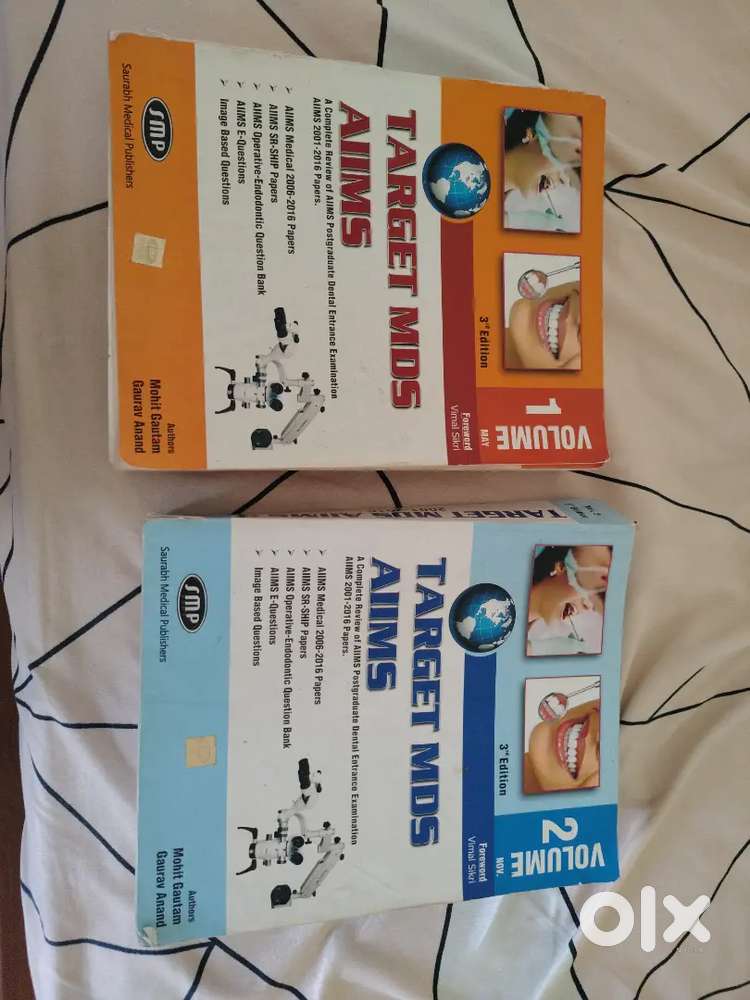 VOLUME
1
MAY
3rd Edition
Foreword
Vimal Sikri
TARGET MDS
AIIMS
A Complete Review of AIIMS Postgraduate Dental Entrance Examination
AIIMS 2001-2016 Papers.
➤ AIIMS Medical 2006-2016 Papers
➤ AIIMS SR-SHIP Papers
➤ AIIMS Operative-Endodontic Question Bank
➤ AIIMS E-Questions
➤ Image Based Questions
Authors
Mohit Gautam
Gaurav Anand
SMP
Saurabh Medical Publishers
TARGET MDS AIIMS
VOLUME
2
NOV.
3rd Edition
Foreword
Vimal Sikri
TARGET MDS
AIIMS
A Complete Review of AIIMS Postgraduate Dental Entrance Examination
AIIMS 2001-2016 Papers.
➤ AIIMS Medical 2006-2016 Papers
➤ AIIMS SR-SHIP Papers
➤ AIIMS Operative-Endodontic Question Bank
➤ AIIMS E-Questions
➤ Image Based Questions
Authors
Mohit Gautam
Gaurav Anand
SMP
Saurabh Medical Publishers
olx